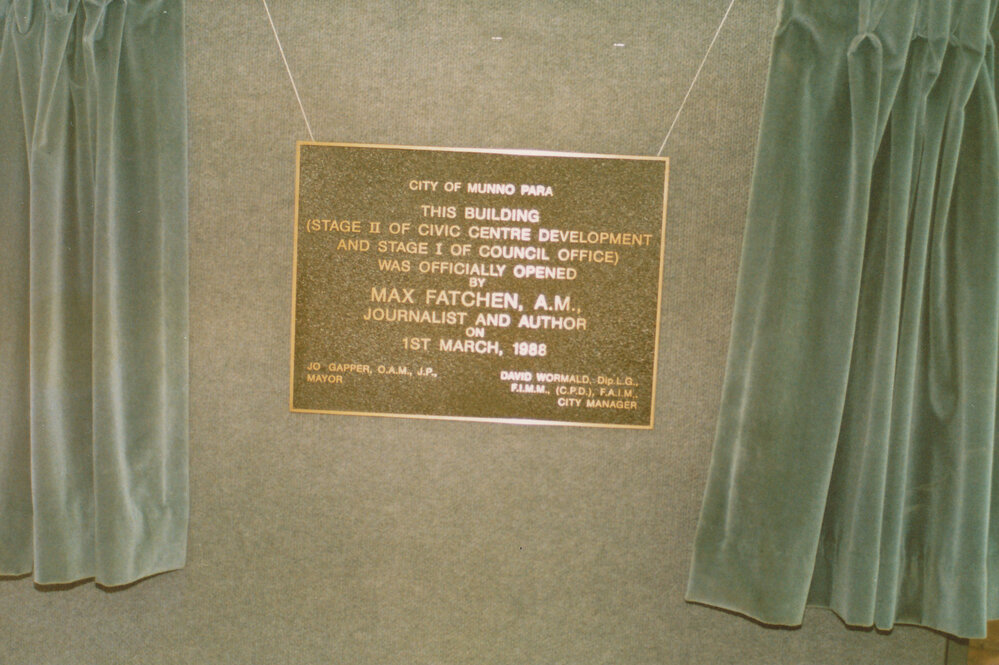 CITY OF MUNNO PARA
THIS BUILDING
(STAGE II OF CIVIC CENTRE DEVELOPMENT
AND STAGE I OF COUNCIL OFFICE)
WAS OFFICIALLY OPENED
BY
MAX FATCHEN, A.M.,
JOURNALIST AND AUTHOR
ON
1ST MARCH, 1988
JO GAPPER, O.A.M., J.P.,
MAYOR
DAVID WORMALD, Dip.L.G.,
F.I.M.M., (C.P.D.), F.A.I.M.,
CITY MANAGER